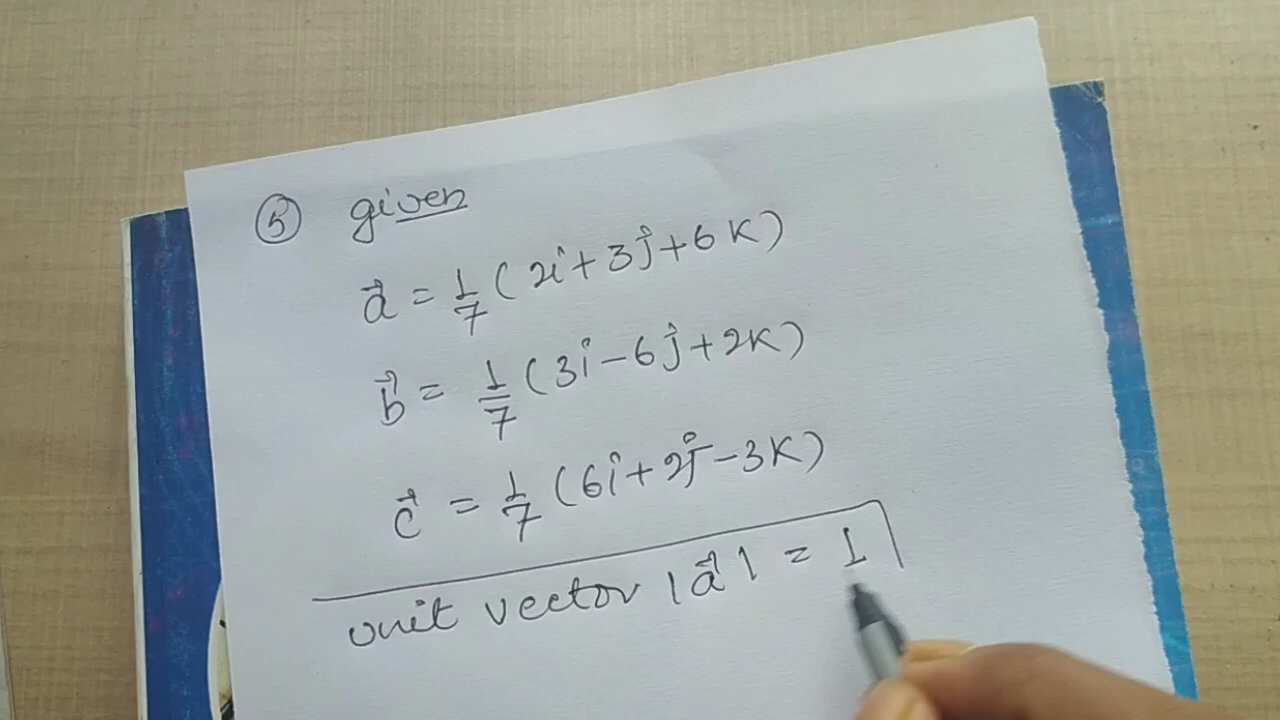 5 given
a⃗ = 1/7 (2i+3j+6K)
b⃗ = 1/7 (3i-6j+2K)
c⃗ = 1/7 (6i+2j-3K)
unit vector |a⃗| = 1